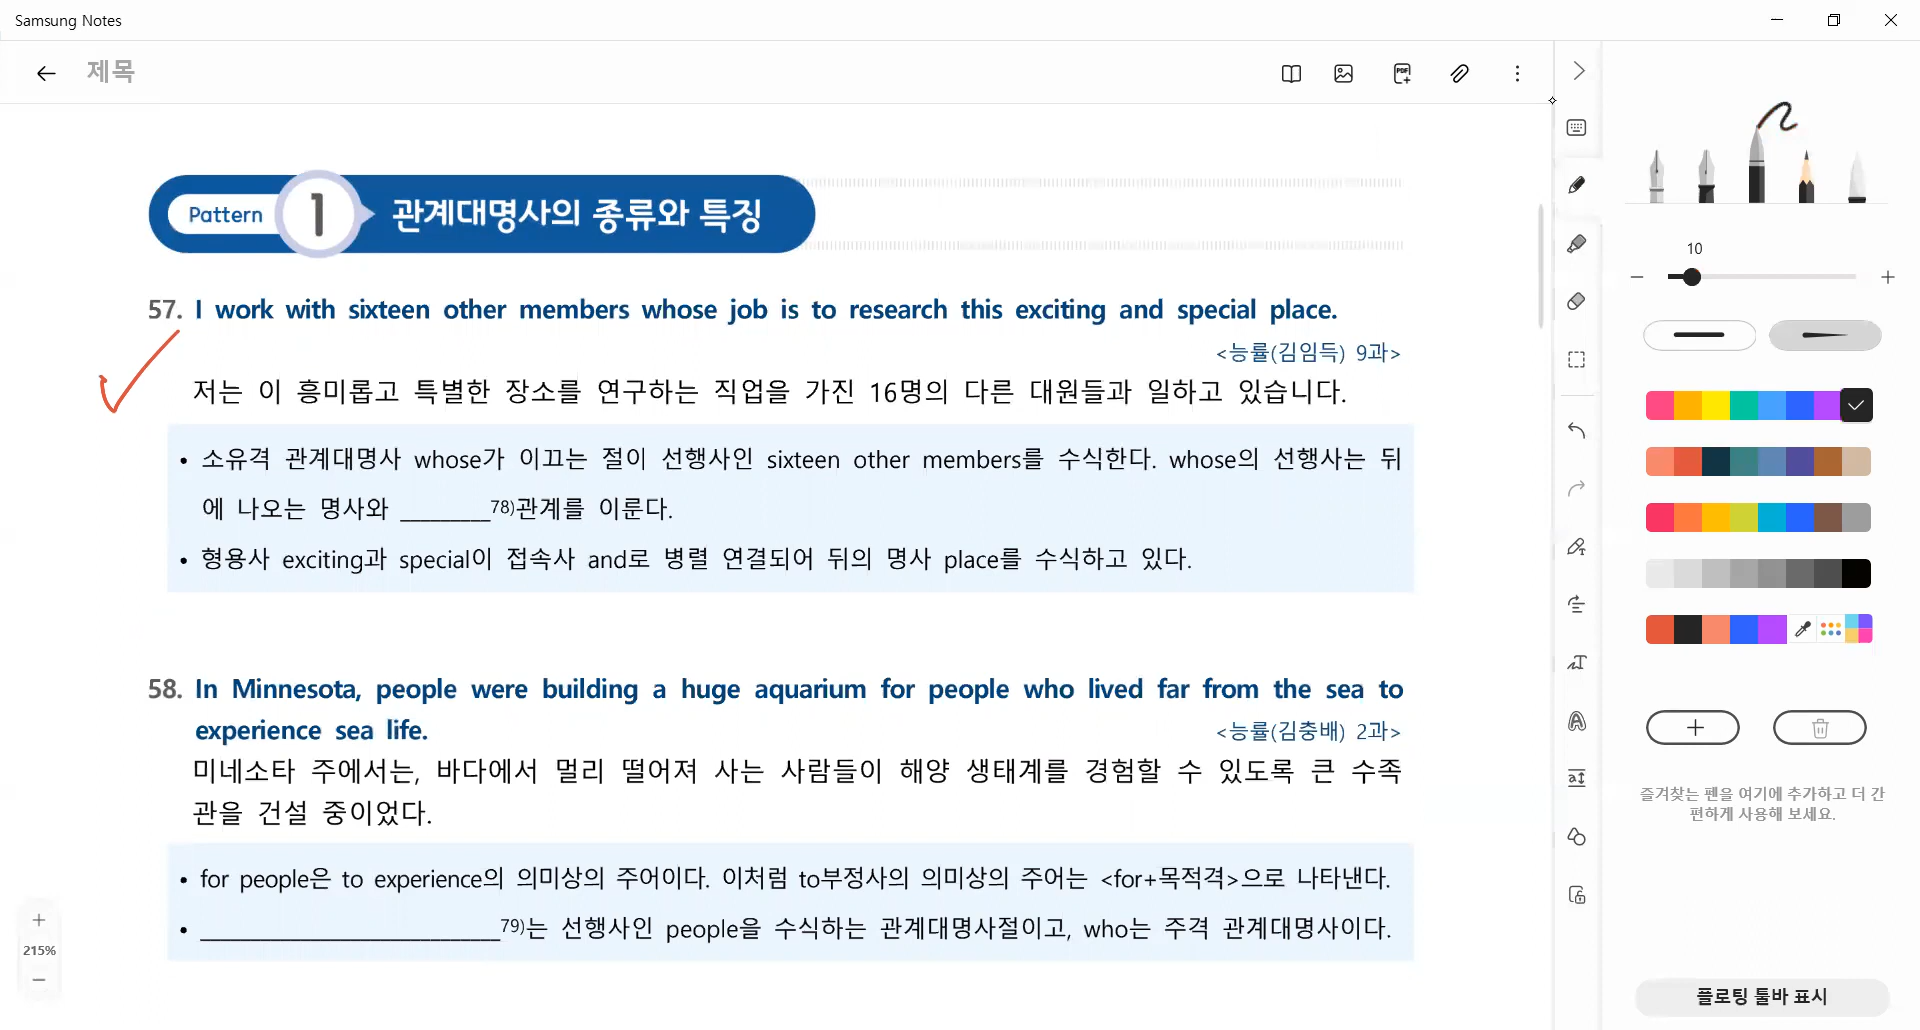 Samsung Notes
제목
Pattern 1 관계대명사의 종류와 특징
57. I work with sixteen other members whose job is to research this exciting and special place.
<능률(김임득) 9과>
저는 이 흥미롭고 특별한 장소를 연구하는 직업을 가진 16명의 다른 대원들과 일하고 있습니다.
• 소유격 관계대명사 whose가 이끄는 절이 선행사인 sixteen other members를 수식한다. whose의 선행사는 뒤
에 나오는 명사와 _________78)관계를 이룬다.
• 형용사 exciting과 special이 접속사 and로 병렬 연결되어 뒤의 명사 place를 수식하고 있다.
58. In Minnesota, people were building a huge aquarium for people who lived far from the sea to
experience sea life.
<능률(김충배) 2과>
미네소타 주에서는, 바다에서 멀리 떨어져 사는 사람들이 해양 생태계를 경험할 수 있도록 큰 수족
관을 건설 중이었다.
• for people은 to experience의 의미상의 주어이다. 이처럼 to부정사의 의미상의 주어는 <for+목적격>으로 나타낸다.
• ______________________________79)는 선행사인 people을 수식하는 관계대명사절이고, who는 주격 관계대명사이다.
215%
10
즐겨찾는 펜을 여기에 추가하고 더 간
편하게 사용해 보세요.
플로팅 툴바 표시